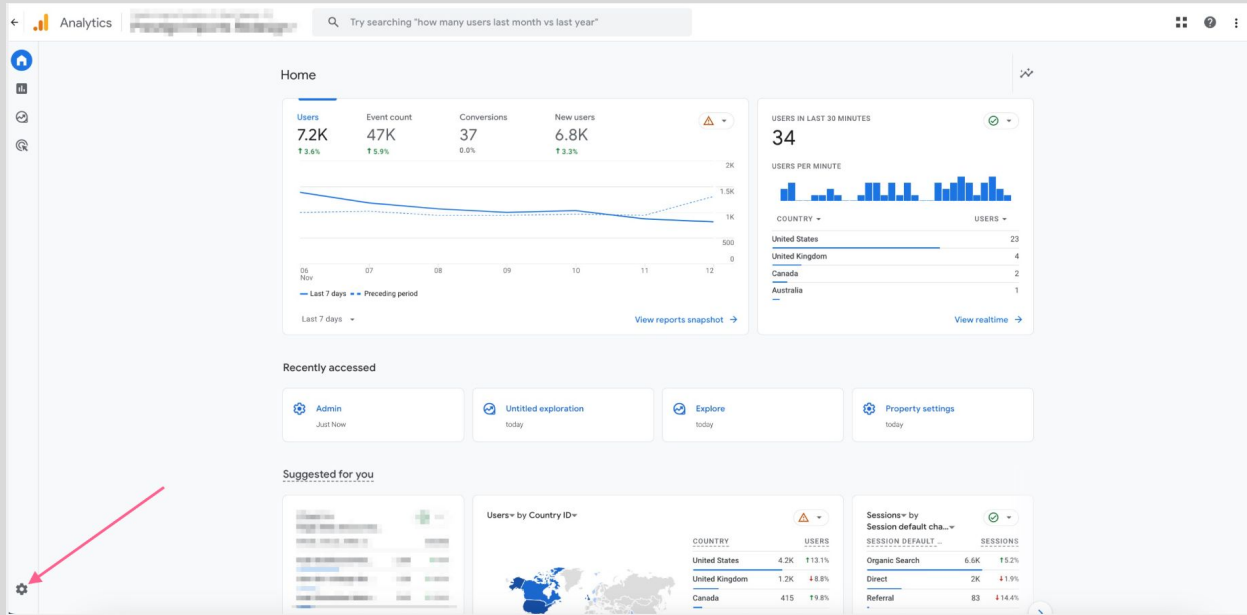 Analytics
Try searching "how many users last month vs last year"
Home
Users
7.2K
3.6%
Event count
47K
5.9%
Conversions
37
0.0%
New users
6.8K
3.3%
2K
1.5K
1K
500
0
06 07 08 09 10 11 12
Nov
Last 7 days Preceding period
Last 7 days
View reports snapshot
USERS IN LAST 30 MINUTES
34
USERS PER MINUTE
COUNTRY USERS
United States 23
United Kingdom 4
Canada 2
Australia 1
View realtime
Recently accessed
Admin
Just Now
Untitled exploration
today
Explore
today
Property settings
today
Suggested for you
Users by Country ID
COUNTRY USERS
United States 4.2K 13.1%
United Kingdom 1.2K 8.8%
Canada 415 9.8%
Sessions by
Session default cha...
SESSION DEFAULT ... SESSIONS
Organic Search 6.6K 5.2%
Direct 2K 1.9%
Referral 83 14.4%